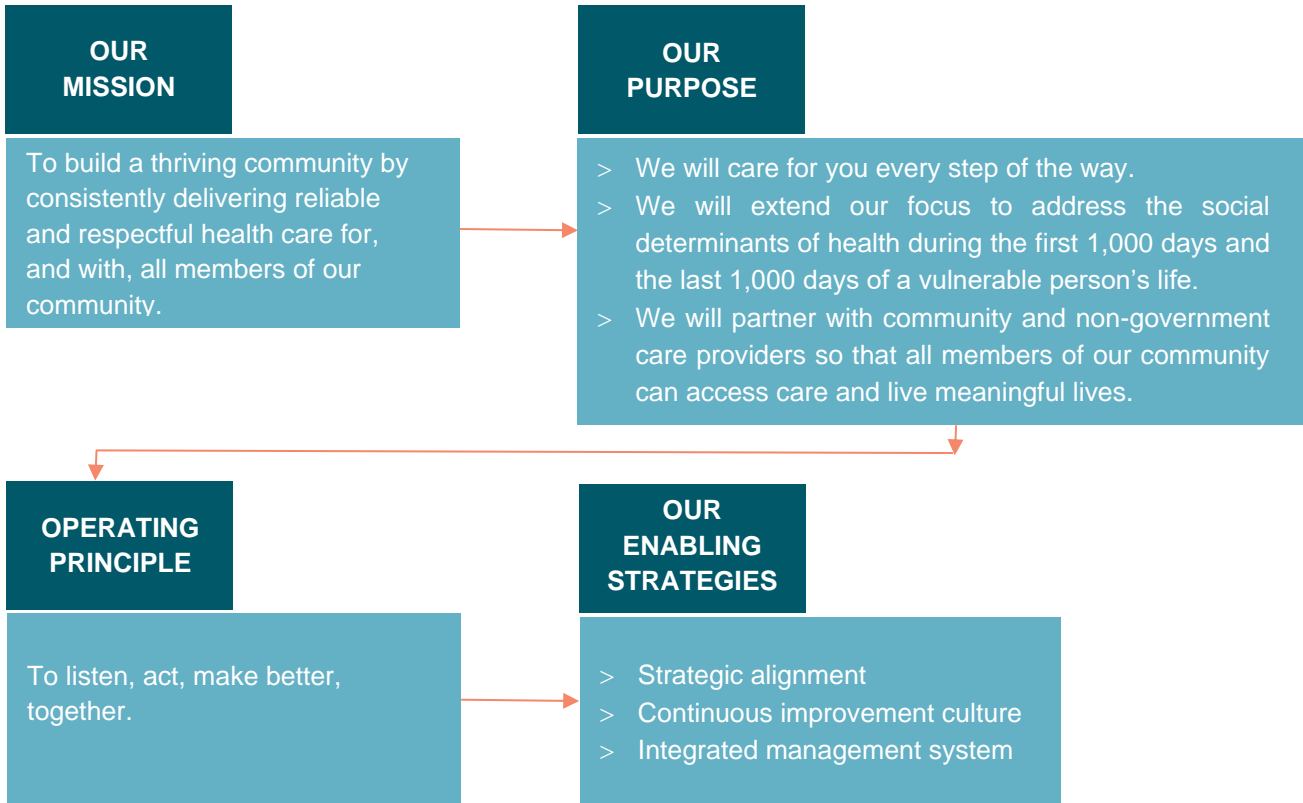 OUR
MISSION
To build a thriving community by
consistently delivering reliable
and respectful health care for,
and with, all members of our
community.
OUR
PURPOSE
> We will care for you every step of the way.
> We will extend our focus to address the social
determinants of health during the first 1,000 days and
the last 1,000 days of a vulnerable person’s life.
> We will partner with community and non-government
care providers so that all members of our community
can access care and live meaningful lives.
OPERATING
PRINCIPLE
To listen, act, make better,
together.
OUR
ENABLING
STRATEGIES
> Strategic alignment
> Continuous improvement culture
> Integrated management system